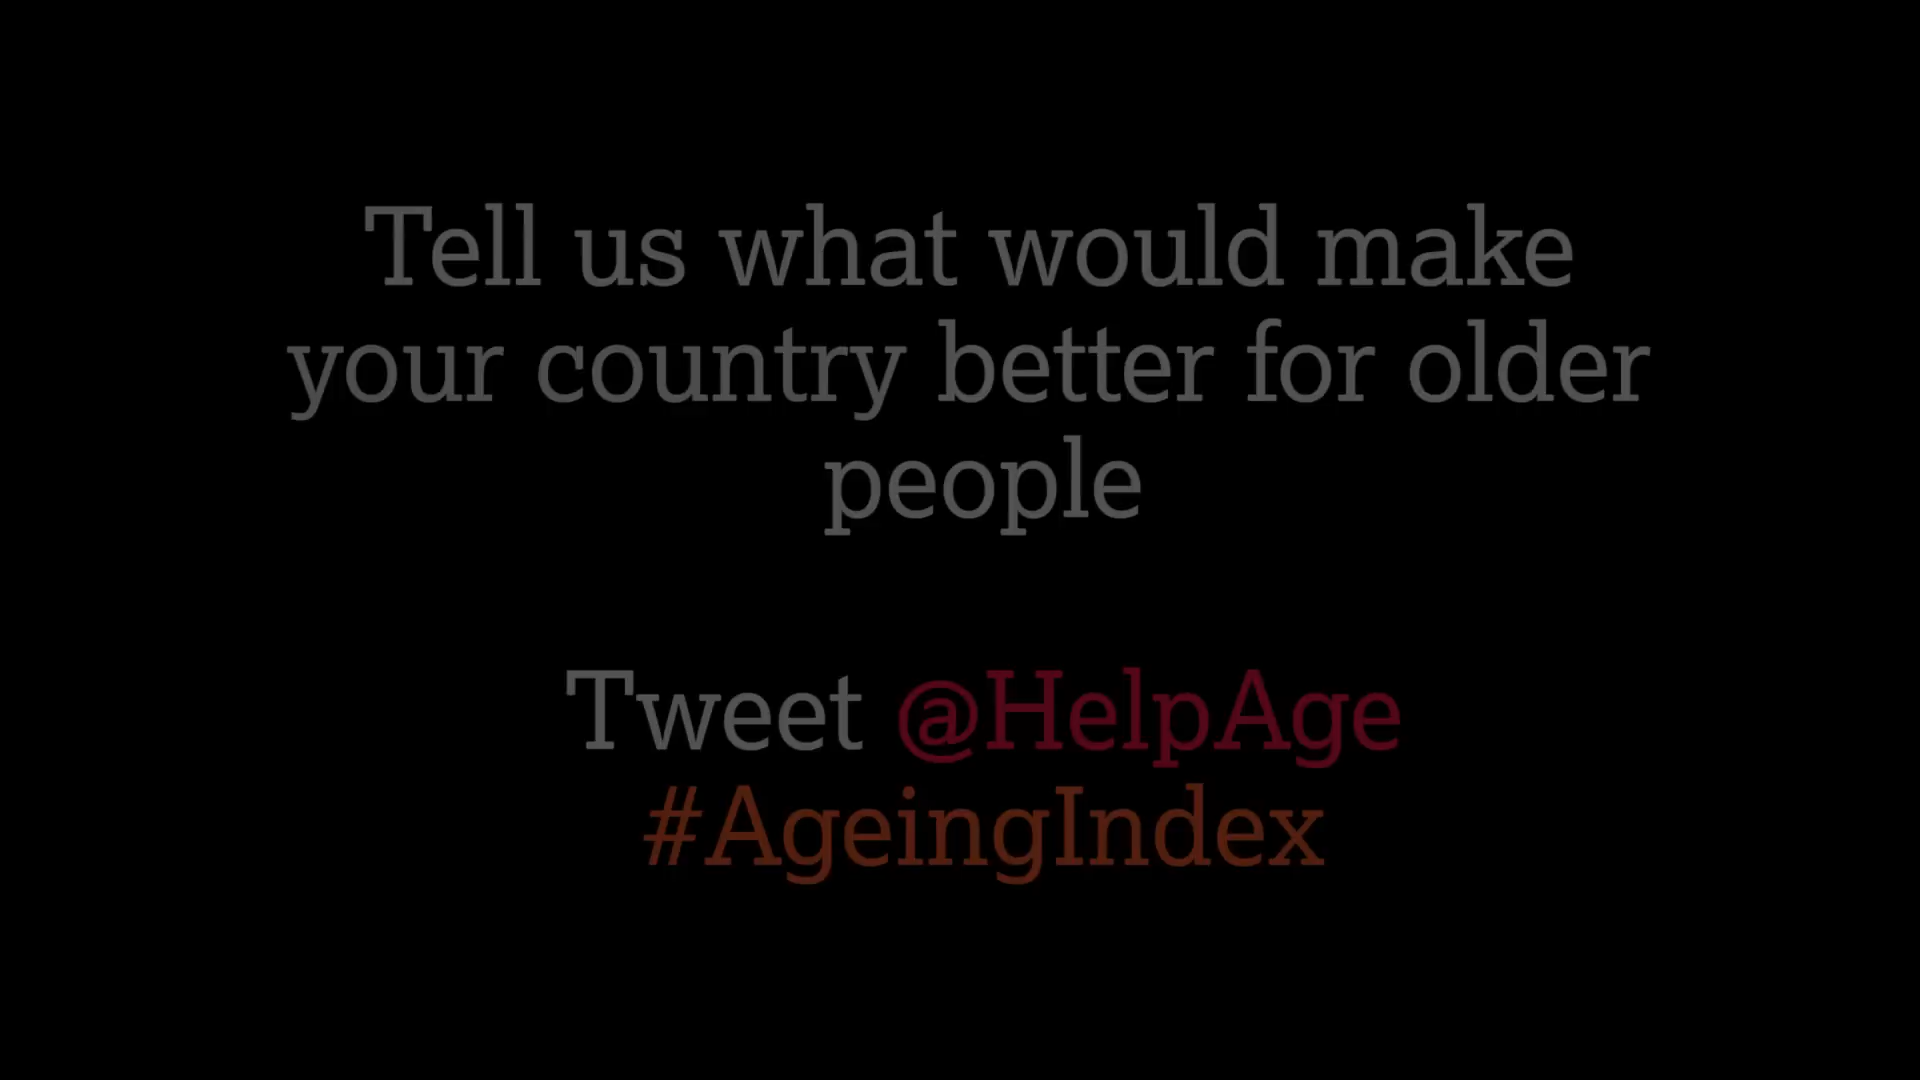 Tell us what would make
your country better for older
people
Tweet @HelpAge
#AgeingIndex